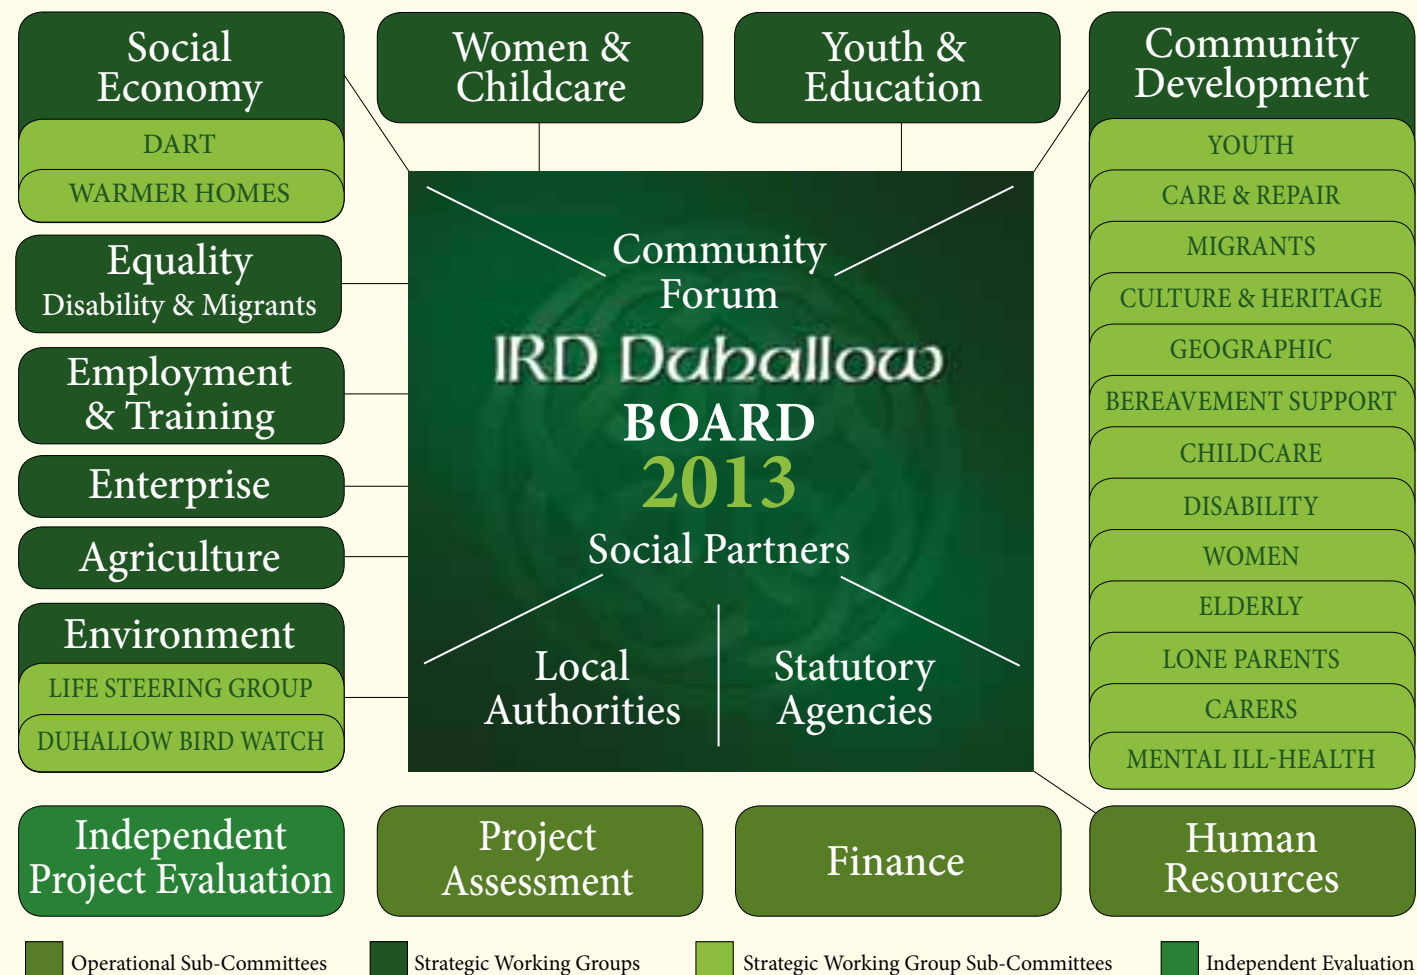 Social
Economy
DART
WARMER HOMES
Women &
Childcare
Youth &
Education
Community
Development
YOUTH
CARE & REPAIR
MIGRANTS
CULTURE & HERITAGE
GEOGRAPHIC
BEREAVEMENT SUPPORT
CHILDCARE
DISABILITY
WOMEN
ELDERLY
LONE PARENTS
CARERS
MENTAL ILL-HEALTH
Equality
Disability & Migrants
Employment
& Training
Enterprise
Agriculture
Environment
LIFE STEERING GROUP
DUHALLOW BIRD WATCH
Community
Forum
IRD Duhallow
BOARD
2013
Social Partners
Local
Authorities
Statutory
Agencies
Independent
Project Evaluation
Project
Assessment
Finance
Human
Resources
Operational Sub-Committees
Strategic Working Groups
Strategic Working Group Sub-Committees
Independent Evaluation